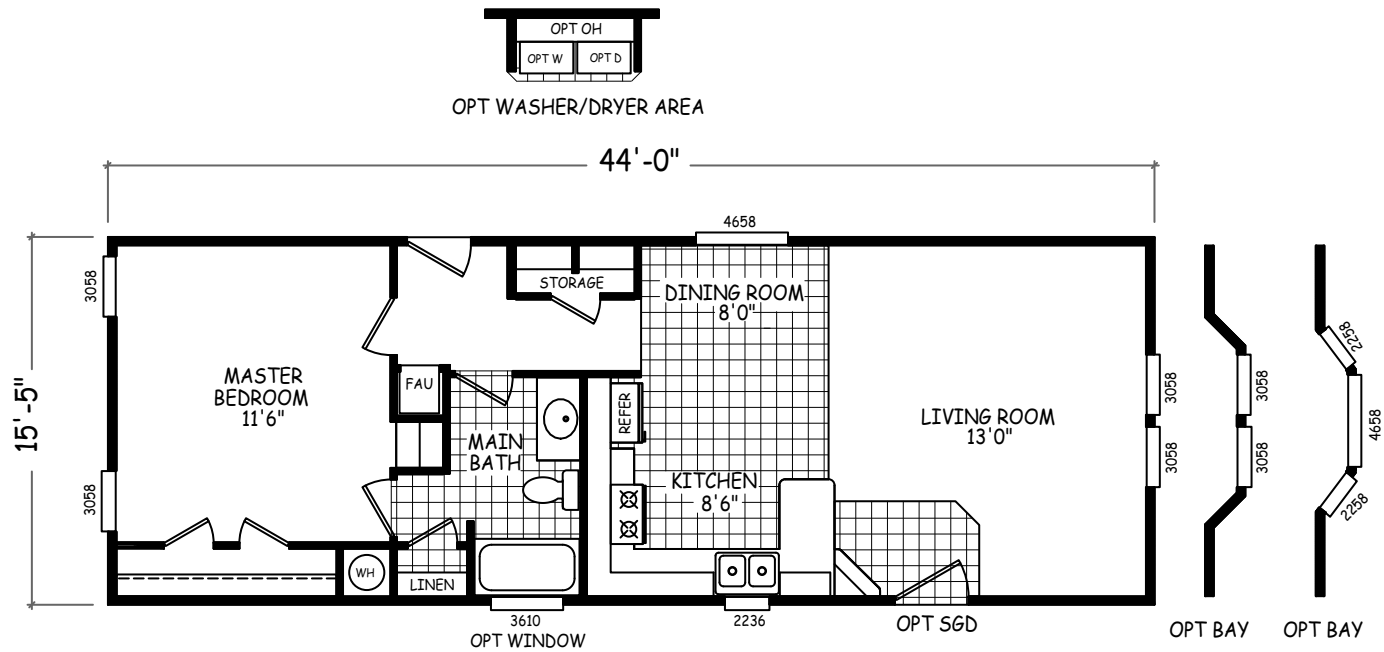 OPT OH
OPT W
OPT D
OPT WASHER/DRYER AREA
44'-0"
4658
3058
STORAGE
DINING ROOM
8'0"
2258
15'-5"
MASTER
BEDROOM
11'6"
FAU
REFER
LIVING ROOM
13'0"
3058
3058
4658
MAIN
BATH
KITCHEN
8'6"
3058
3058
3058
2258
WH
LINEN
3610
OPT WINDOW
2236
OPT SGD
OPT BAY
OPT BAY